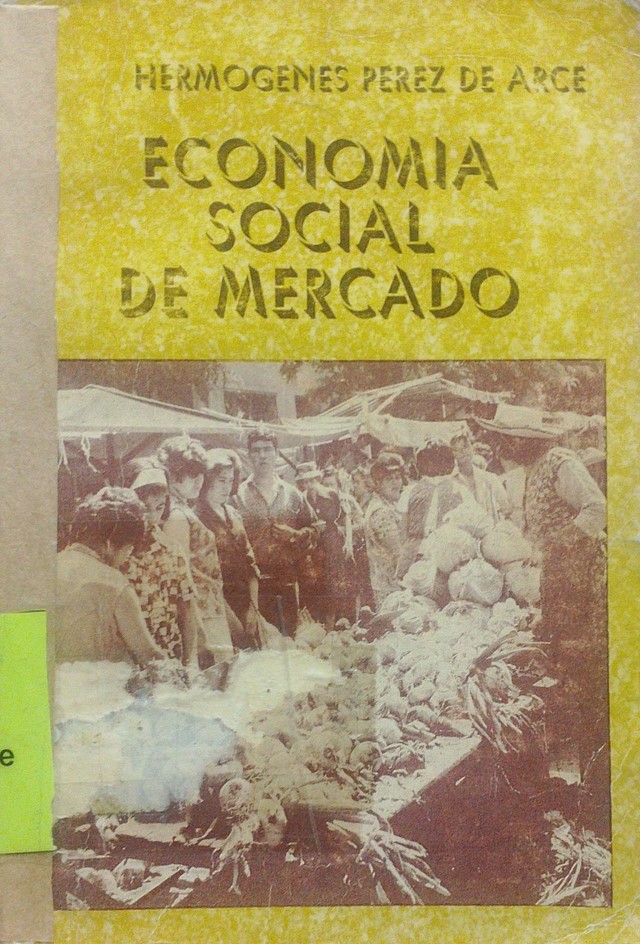 HERMOGENES PEREZ DE ARCE
ECONOMIA
SOCIAL
DE MERCADO
e